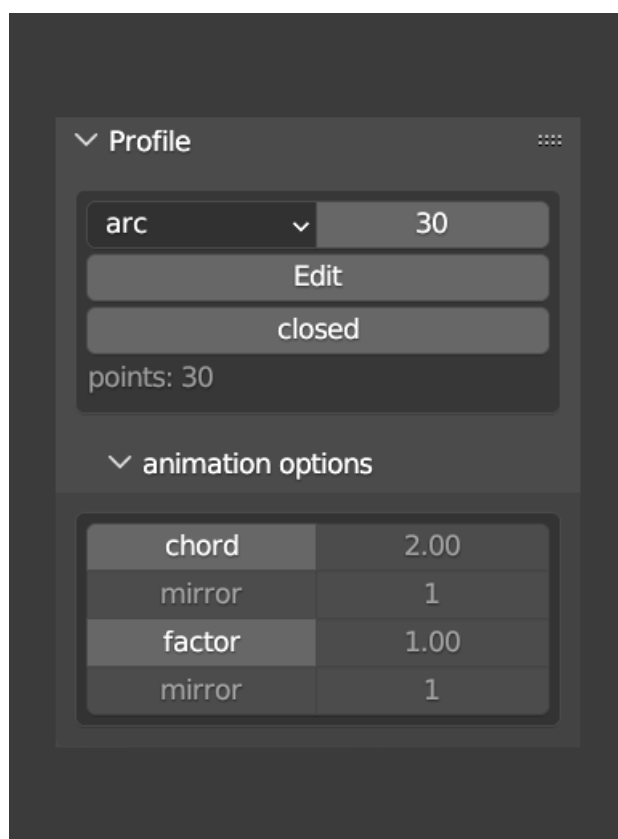 Profile
arc 30
Edit
closed
points: 30
animation options
chord 2.00
mirror 1
factor 1.00
mirror 1